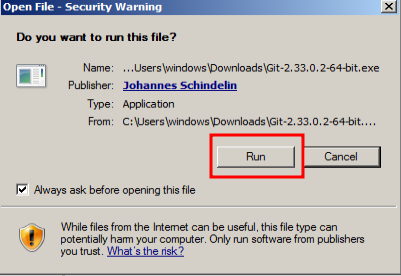 Open File - Security Warning
Do you want to run this file?
Name: ...Users\windows\Downloads\Git-2.33.0.2-64-bit.exe
Publisher: Johannes Schindelin
Type: Application
From: C:\Users\windows\Downloads\Git-2.33.0.2-64-bit....
Run Cancel
Always ask before opening this file
While files from the Internet can be useful, this file type can
potentially harm your computer. Only run software from publishers
you trust. What's the risk?